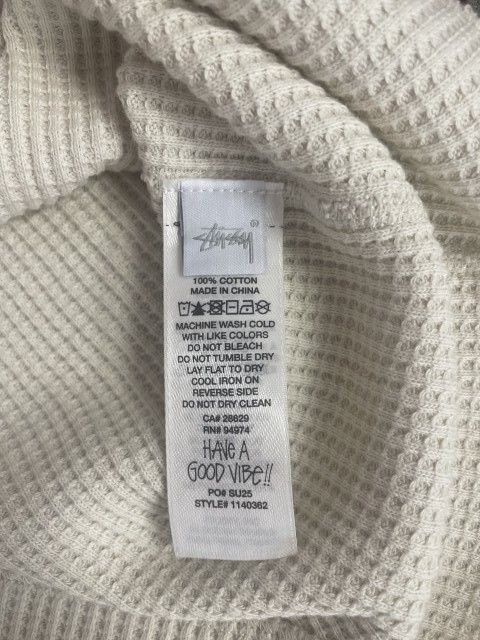 Stüssy ®
100% COTTON
MADE IN CHINA
MACHINE WASH COLD
WITH LIKE COLORS
DO NOT BLEACH
DO NOT TUMBLE DRY
LAY FLAT TO DRY
COOL IRON ON
REVERSE SIDE
DO NOT DRY CLEAN
CA# 28629
RN# 94974
HAVE A
GOOD VIBE!!
PO# SU25
STYLE# 1140362